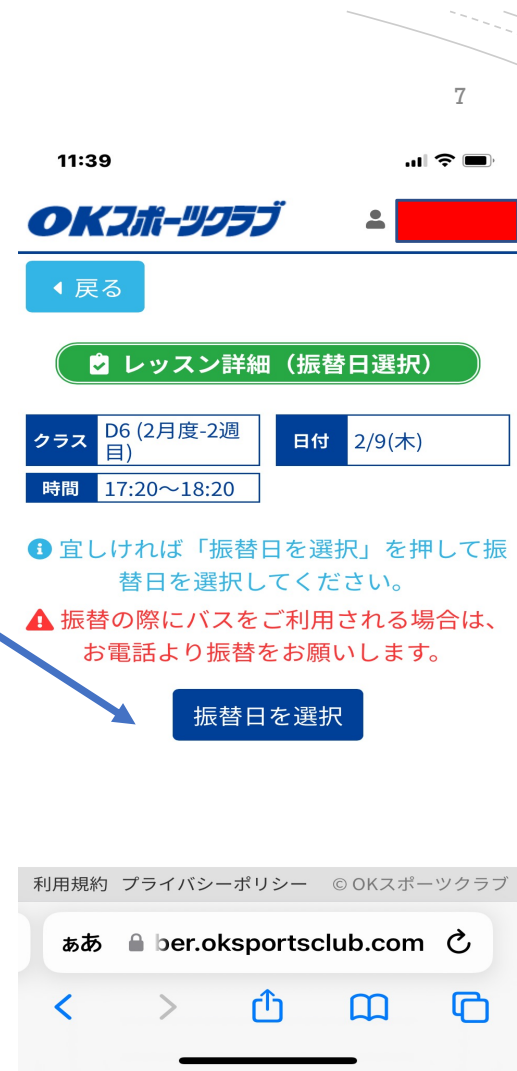 7
11:39
OKスポーツクラブ
戻る
レッスン詳細（振替日選択）
クラス D6 (2月度-2週目)
日付 2/9(木)
時間 17:20～18:20
宜しければ「振替日を選択」を押して振
替日を選択してください。
振替の際にバスをご利用される場合は、
お電話より振替をお願いします。
振替日を選択
利用規約 プライバシーポリシー © OKスポーツクラブ
ぁあ ber.oksportsclub.com